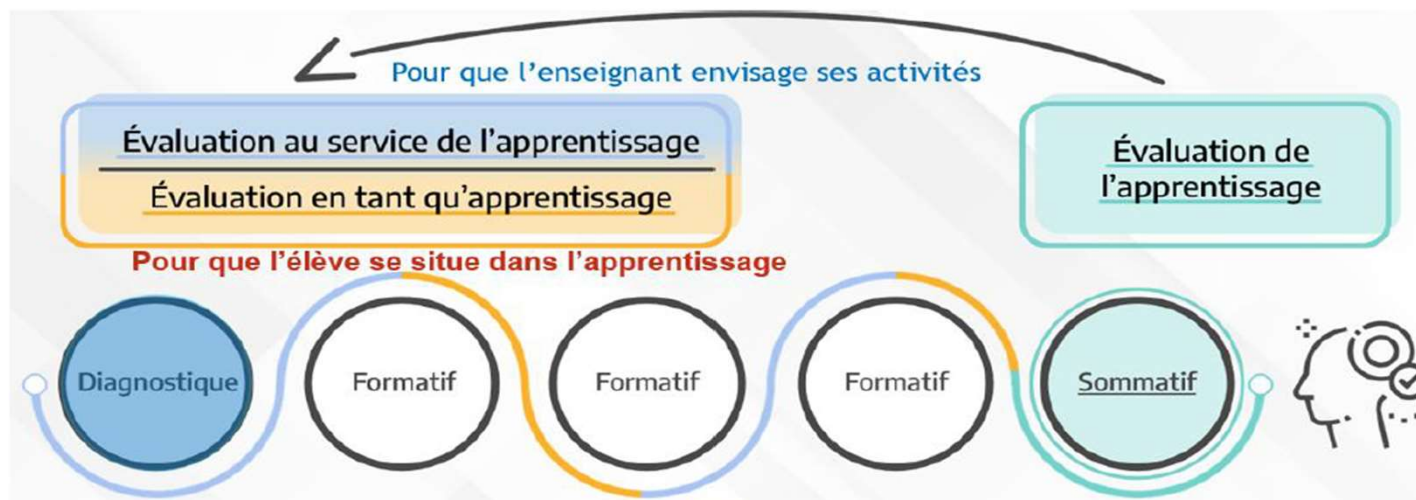 Pour que l'enseignant envisage ses activités
Évaluation au service de l'apprentissage
Évaluation en tant qu'apprentissage
Évaluation de
l'apprentissage
Pour que l'élève se situe dans l'apprentissage
Diagnostique
Formatif
Formatif
Formatif
Sommatif